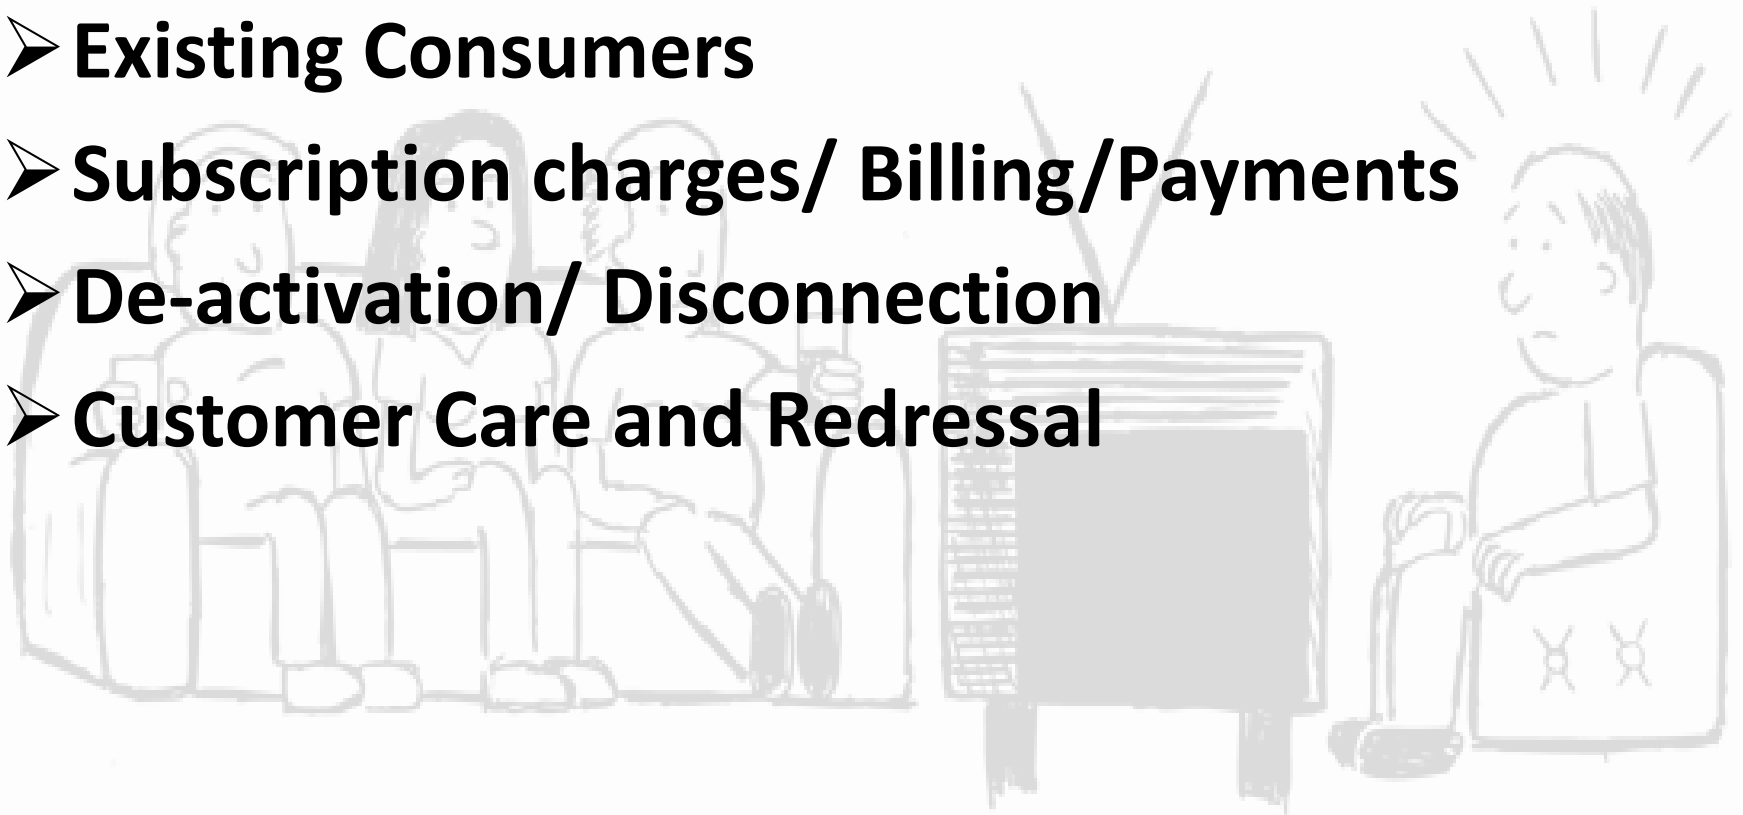 ➢Existing Consumers
➢Subscription charges/ Billing/Payments
➢De-activation/ Disconnection
➢Customer Care and Redressal